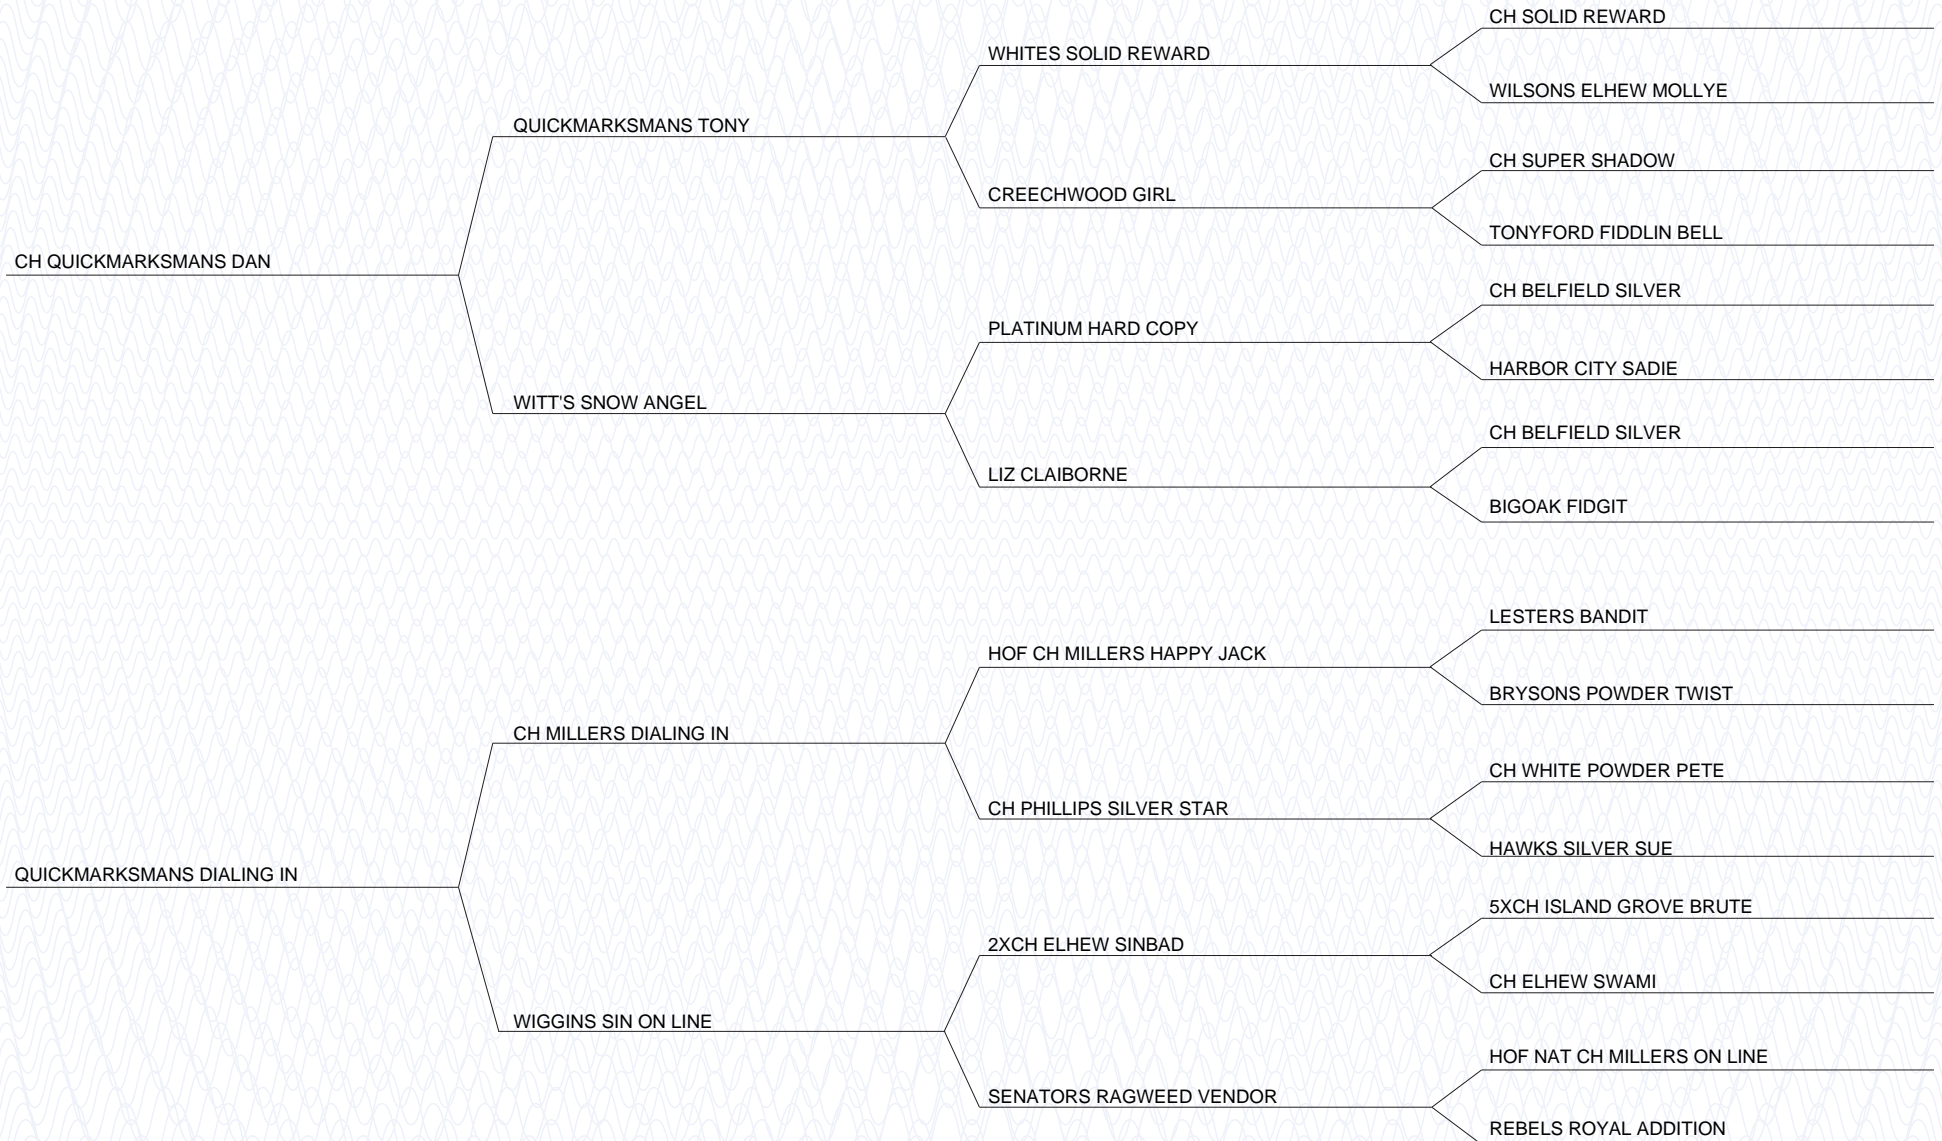 CH SOLID REWARD
WHITES SOLID REWARD
WILSONS ELHEW MOLLYE
QUICKMARKSMANS TONY
CH SUPER SHADOW
CREECHWOOD GIRL
TONYFORD FIDDLIN BELL
CH QUICKMARKSMANS DAN
CH BELFIELD SILVER
PLATINUM HARD COPY
HARBOR CITY SADIE
WITT'S SNOW ANGEL
CH BELFIELD SILVER
LIZ CLAIBORNE
BIGOAK FIDGIT
LESTERS BANDIT
HOF CH MILLERS HAPPY JACK
BRYSONS POWDER TWIST
CH MILLERS DIALING IN
CH WHITE POWDER PETE
CH PHILLIPS SILVER STAR
HAWKS SILVER SUE
QUICKMARKSMANS DIALING IN
5XCH ISLAND GROVE BRUTE
2XCH ELHEW SINBAD
CH ELHEW SWAMI
WIGGINS SIN ON LINE
HOF NAT CH MILLERS ON LINE
SENATORS RAGWEED VENDOR
REBELS ROYAL ADDITION